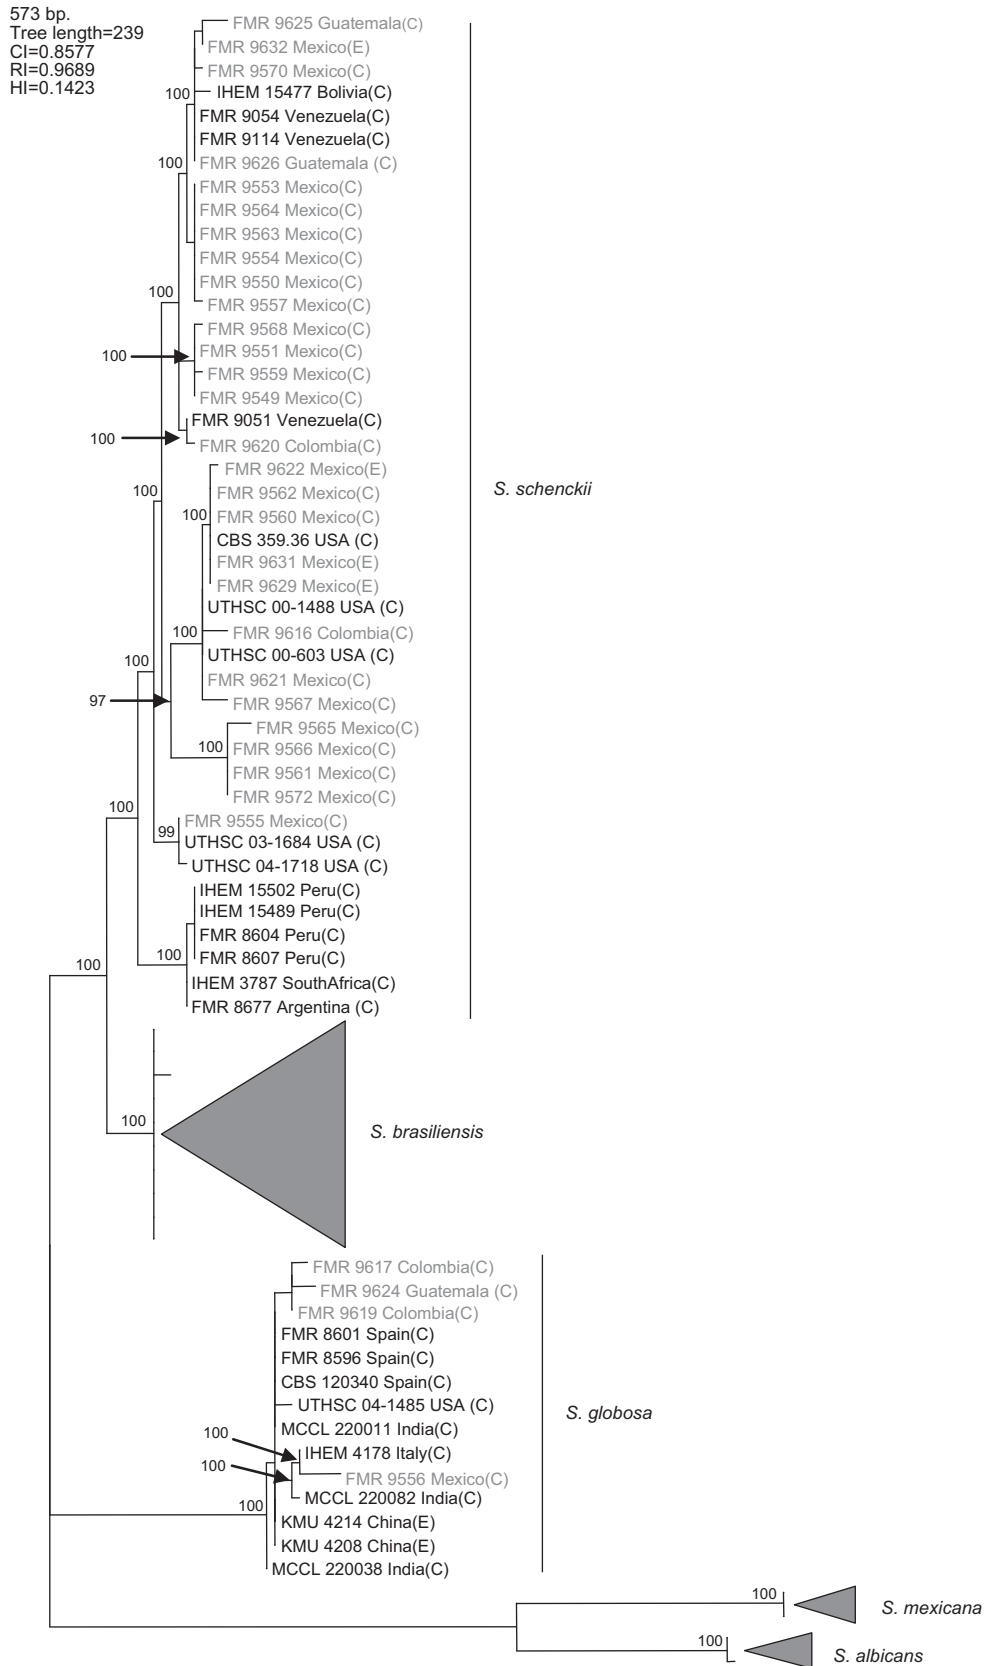 573 bp.
Tree length=239
CI=0.8577
RI=0.9689
HI=0.1423
FMR 9625 Guatemala(C)
FMR 9632 Mexico(E)
FMR 9570 Mexico(C)
100
IHEM 15477 Bolivia(C)
FMR 9054 Venezuela(C)
FMR 9114 Venezuela(C)
100
FMR 9626 Guatemala (C)
FMR 9553 Mexico(C)
FMR 9564 Mexico(C)
FMR 9563 Mexico(C)
FMR 9554 Mexico(C)
FMR 9550 Mexico(C)
100
FMR 9557 Mexico(C)
FMR 9568 Mexico(C)
100
FMR 9551 Mexico(C)
FMR 9559 Mexico(C)
FMR 9549 Mexico(C)
FMR 9051 Venezuela(C)
100
FMR 9620 Colombia(C)
FMR 9622 Mexico(E)
100
FMR 9562 Mexico(C)
S. schenckii
100
FMR 9560 Mexico(C)
CBS 359.36 USA (C)
FMR 9631 Mexico(E)
FMR 9629 Mexico(E)
UTHSC 00-1488 USA (C)
100
FMR 9616 Colombia(C)
100
UTHSC 00-603 USA (C)
FMR 9621 Mexico(C)
97
FMR 9567 Mexico(C)
FMR 9565 Mexico(C)
100
FMR 9566 Mexico(C)
FMR 9561 Mexico(C)
FMR 9572 Mexico(C)
100
FMR 9555 Mexico(C)
99
UTHSC 03-1684 USA (C)
UTHSC 04-1718 USA (C)
IHEM 15502 Peru(C)
IHEM 15489 Peru(C)
FMR 8604 Peru(C)
100
FMR 8607 Peru(C)
100
IHEM 3787 SouthAfrica(C)
FMR 8677 Argentina (C)
100
S. brasiliensis
FMR 9617 Colombia(C)
FMR 9624 Guatemala (C)
FMR 9619 Colombia(C)
FMR 8601 Spain(C)
FMR 8596 Spain(C)
CBS 120340 Spain(C)
UTHSC 04-1485 USA (C)
S. globosa
MCCL 220011 India(C)
100
IHEM 4178 Italy(C)
100
FMR 9556 Mexico(C)
MCCL 220082 India(C)
100
KMU 4214 China(E)
KMU 4208 China(E)
MCCL 220038 India(C)
100
S. mexicana
100
S. albicans